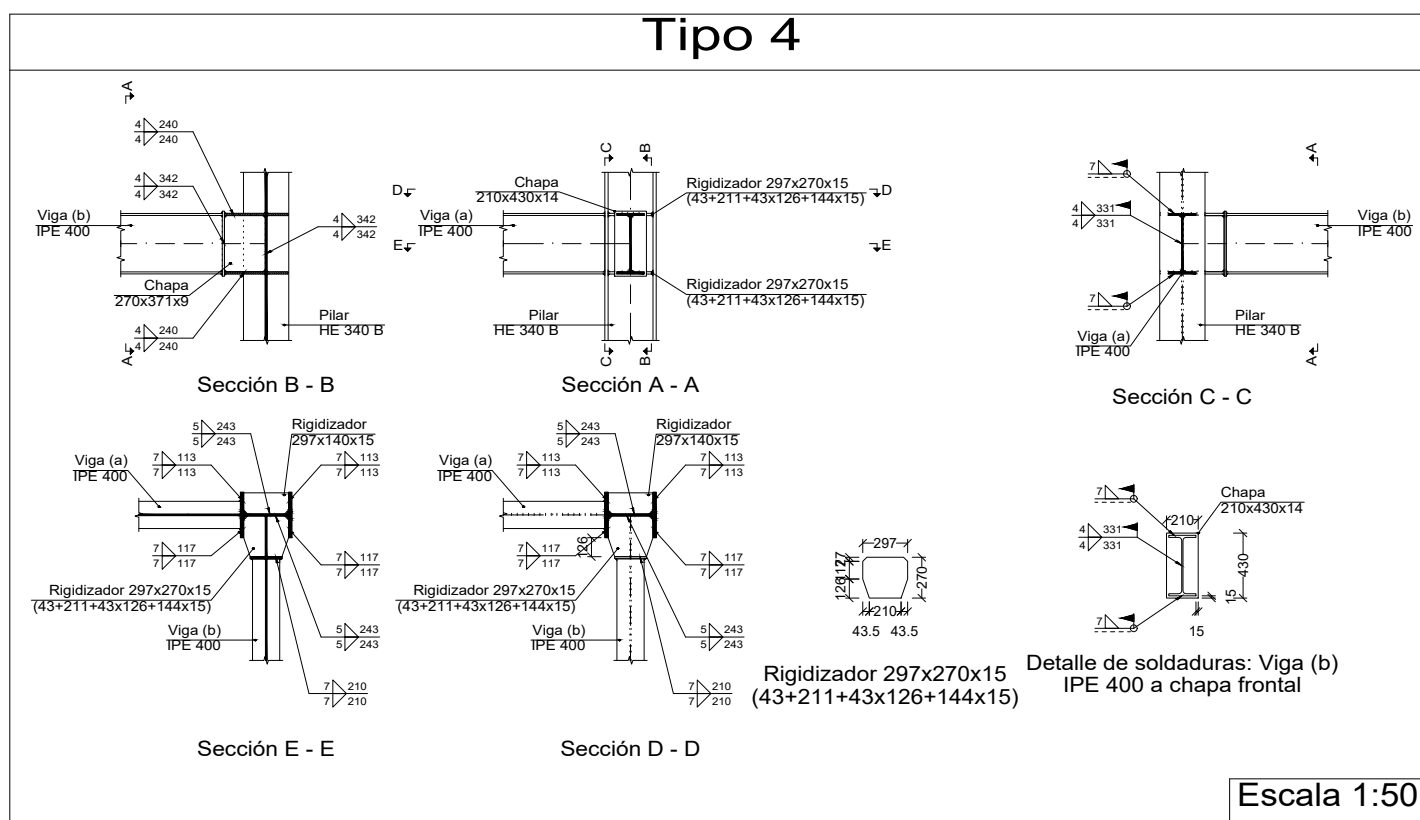 Tipo 4
A
4 240
4 240
4 342
4 342
Viga (b)
IPE 400
4 342
4 342
Chapa
270x371x9
Pilar
HE 340 B
4 240
4 240
A
Sección B - B
C
B
Chapa
210x430x14
Rigidizador 297x270x15
(43+211+43x126+144x15)
D
D
Viga (a)
IPE 400
E
E
Rigidizador 297x270x15
(43+211+43x126+144x15)
Pilar
HE 340 B
C
B
Sección A - A
A
7
4 331
4 331
Viga (b)
IPE 400
7
Pilar
HE 340 B
Viga (a)
IPE 400
A
Sección C - C
5 243
5 243
Rigidizador
297x140x15
Viga (a)
IPE 400
7 113
7 113
7 113
7 113
7 117
7 117
7 117
7 117
Rigidizador 297x270x15
(43+211+43x126+144x15)
Viga (b)
IPE 400
5 243
5 243
7 210
7 210
Sección E - E
5 243
5 243
Rigidizador
297x140x15
Viga (a)
IPE 400
7 113
7 113
7 113
7 113
7 117
7 117
126
7 117
7 117
Rigidizador 297x270x15
(43+211+43x126+144x15)
Viga (b)
IPE 400
5 243
5 243
7 210
7 210
Sección D - D
297
270
126
210
43.5 43.5
Rigidizador 297x270x15
(43+211+43x126+144x15)
7
Chapa
210x430x14
210
4 331
4 331
430
15
7
15
Detalle de soldaduras: Viga (b)
IPE 400 a chapa frontal
Escala 1:50